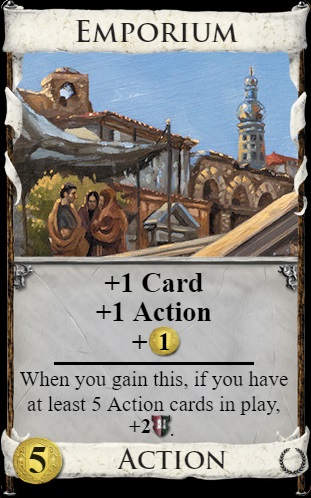 EMPORIUM
+1 Card
+1 Action
+1
When you gain this, if you have
at least 5 Action cards in play,
+2.
5 ACTION